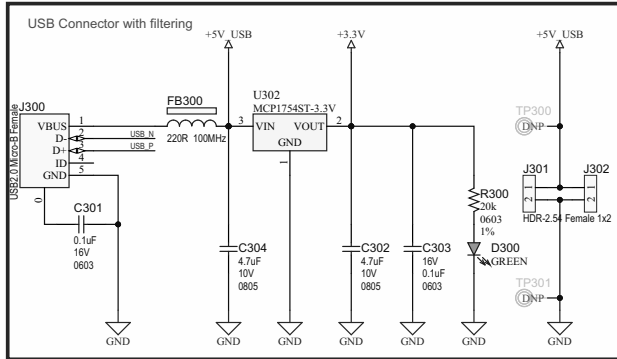 USB Connector with filtering
+5V_USB
+3.3V
+5V_USB
J300
USB2.0 Micro-B Female
VBUS
D-
D+
ID
GND
1
2
3
4
5
0
USB_N
USB_P
FB300
220R 100MHz
U302
MCP1754ST-3.3V
3
VIN
VOUT
2
GND
1
TP300
DNP
J301
J302
1
2
1
2
HDR-2.54 Female 1x2
R300
20k
0603
1%
D300
GREEN
C301
0.1uF
16V
0603
C304
4.7uF
10V
0805
C302
4.7uF
10V
0805
C303
16V
0.1uF
0603
TP301
DNP
GND
GND
GND
GND
GND
GND
GND